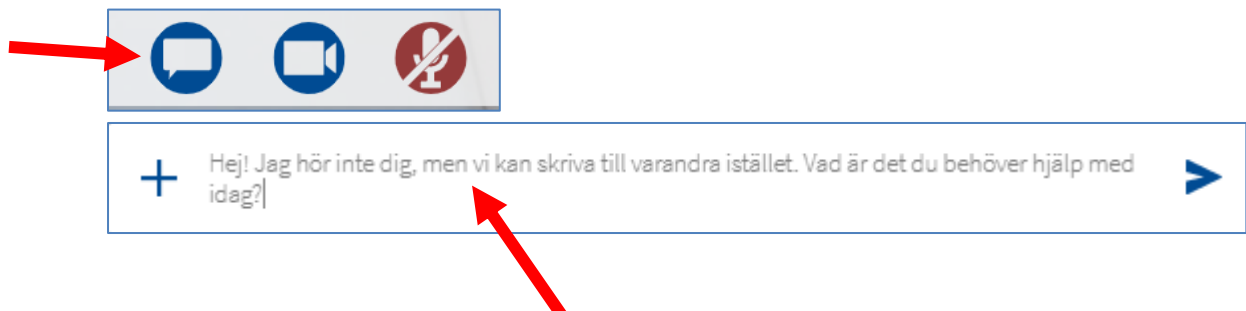 Hej! Jag hör inte dig, men vi kan skriva till varandra istället. Vad är det du behöver hjälp med
idag?